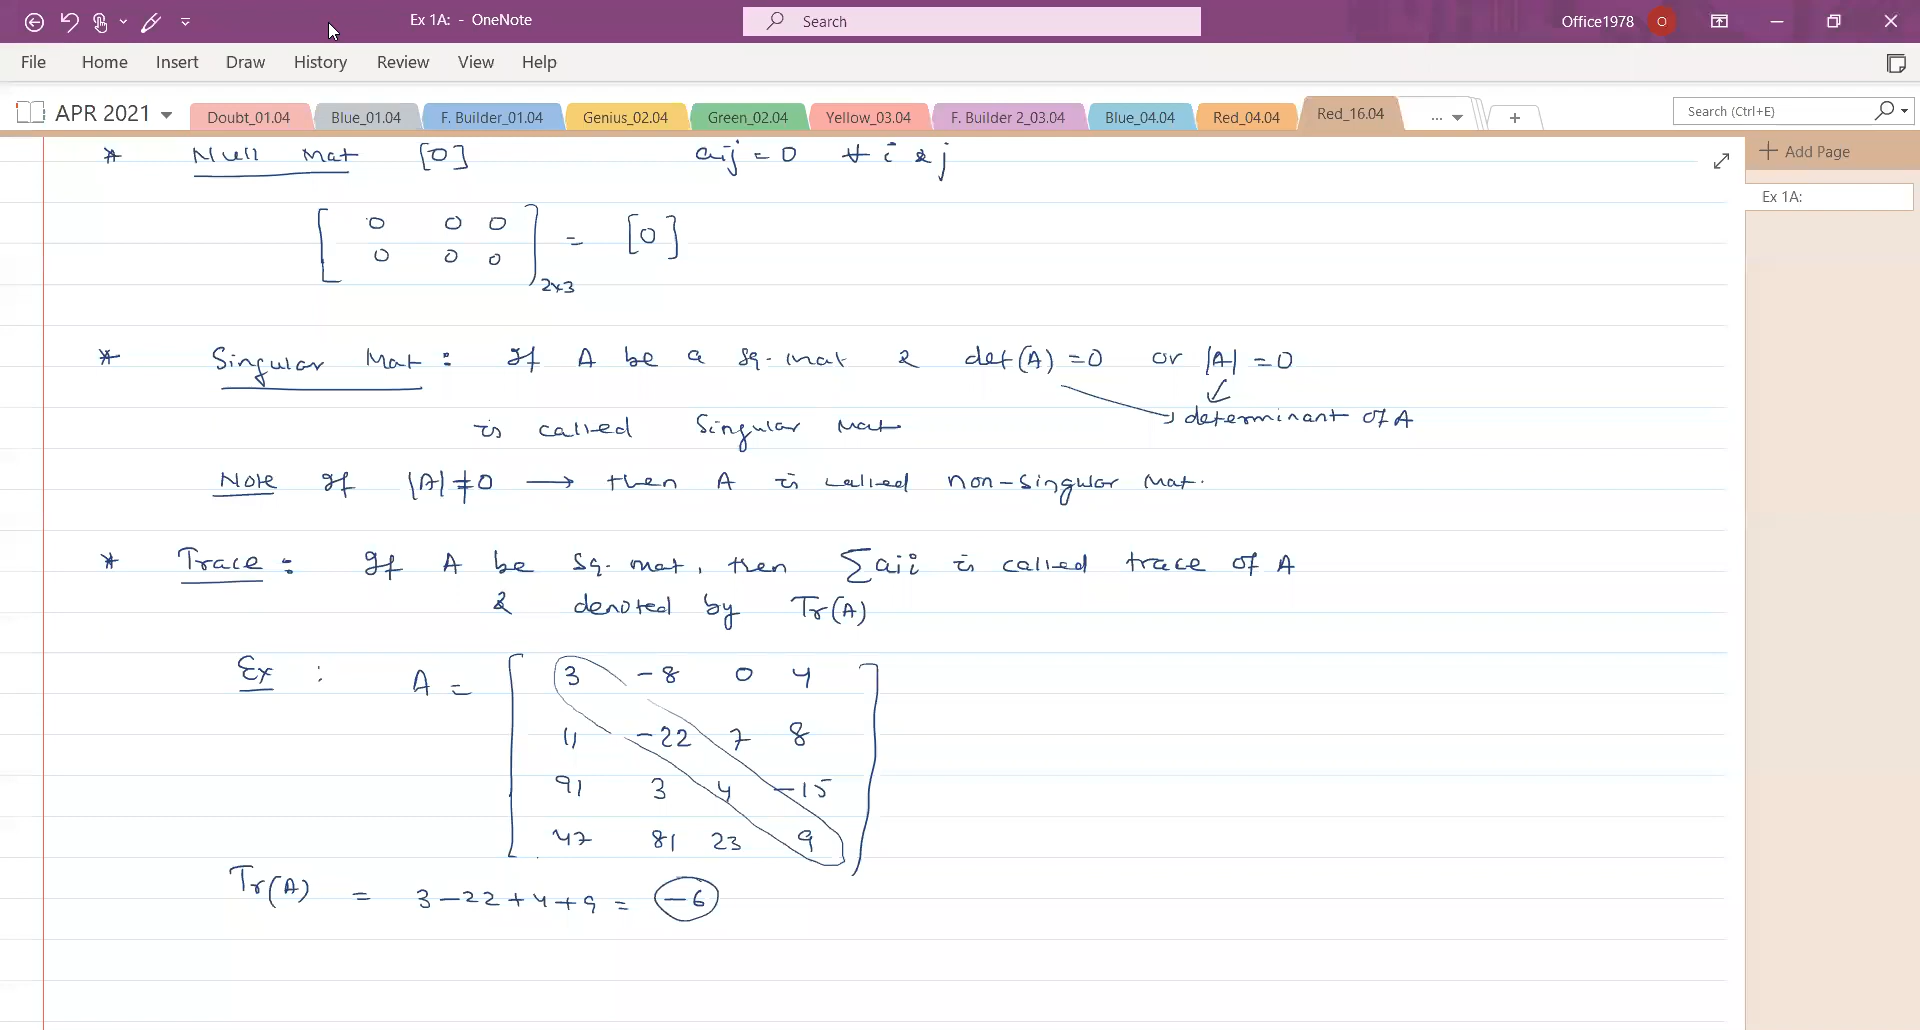 Ex 1A: - OneNote
Search
Office1978
O
File Home Insert Draw History Review View Help
APR 2021
Doubt_01.04 Blue_01.04 F. Builder_01.04 Genius_02.04 Green_02.04 Yellow_03.04 F. Builder 2_03.04 Blue_04.04 Red_04.04 Red_16.04 ... +
Search (Ctrl+E)
Add Page
Ex 1A:
* Null Mat [0] aij = 0 ∀ i & j
[ 0 0 0
0 0 0 ]2x3 = [0]
* Singular Mat : If A be a sq. mat & det(A) = 0 or |A| = 0
→ determinant of A
is called Singular Mat
Note If |A| ≠ 0 → then A is called non-singular Mat.
* Trace : If A be sq. mat, then ∑aii is called trace of A
& denoted by Tr(A)
Ex : A = [ 3 -8 0 4
11 -22 7 8
91 3 4 -15
47 81 23 9 ]
Tr(A) = 3-22+4+9 = -6